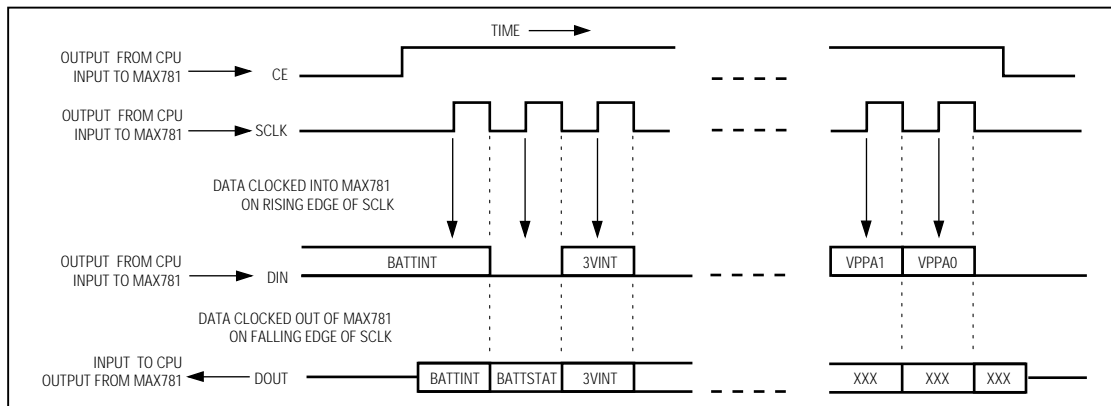 TIME
OUTPUT FROM CPU
INPUT TO MAX781
CE
OUTPUT FROM CPU
INPUT TO MAX781
SCLK
DATA CLOCKED INTO MAX781
ON RISING EDGE OF SCLK
OUTPUT FROM CPU
INPUT TO MAX781
DIN
BATTINT
3VINT
VPPA1
VPPA0
DATA CLOCKED OUT OF MAX781
ON FALLING EDGE OF SCLK
INPUT TO CPU
OUTPUT FROM MAX781
DOUT
BATTINT
BATTSTAT
3VINT
XXX
XXX
XXX